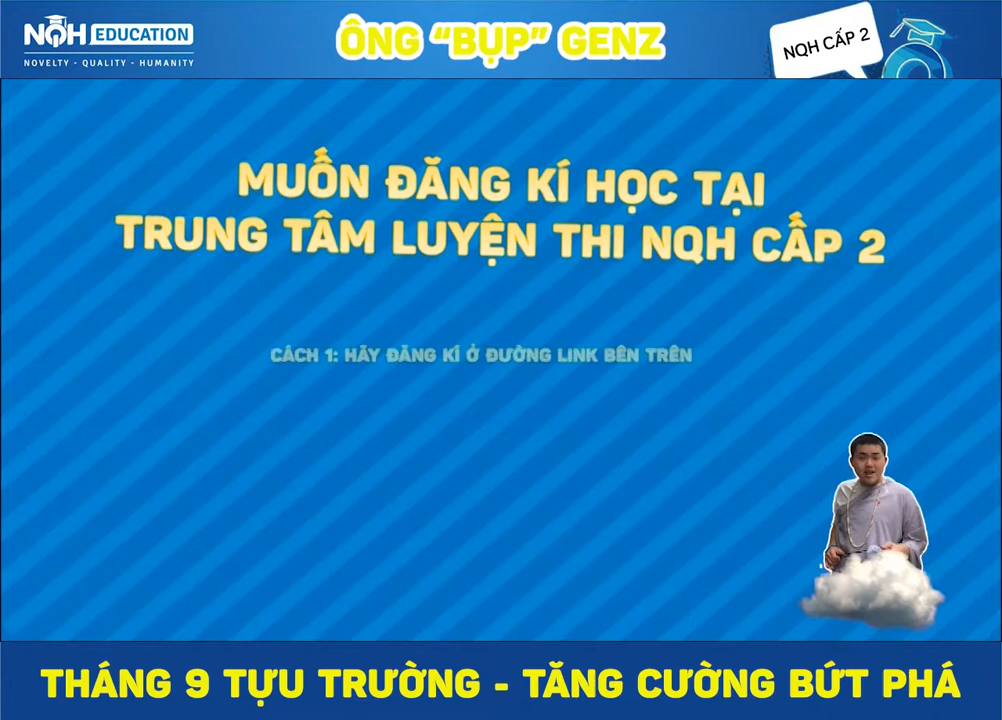 NQH EDUCATION
NOVELTY - QUALITY - HUMANITY
ÔNG "BỤP" GENZ
NQH CẤP 2
MUỐN ĐĂNG KÍ HỌC TẠI
TRUNG TÂM LUYỆN THI NQH CẤP 2
CÁCH 1: HÃY ĐĂNG KÍ Ở ĐƯỜNG LINK BÊN TRÊN
THÁNG 9 TỰU TRƯỜNG - TĂNG CƯỜNG BỨT PHÁ